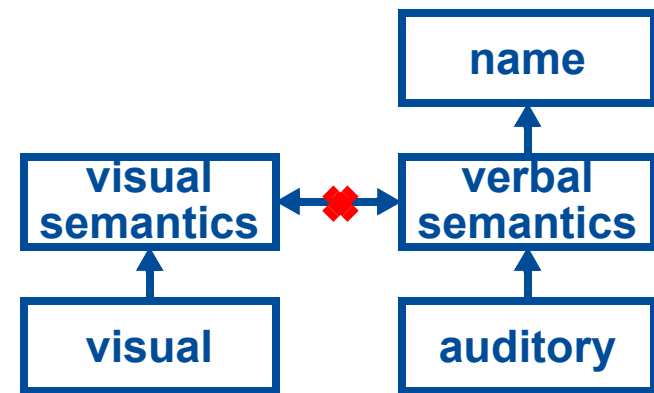 name
visual
semantics
verbal
semantics
visual
auditory